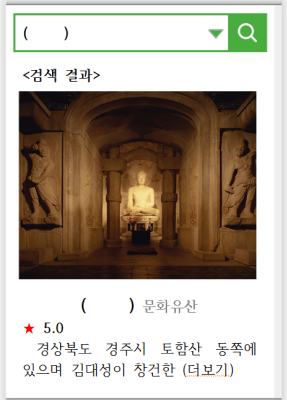 (      )
<검색 결과>
(      ) 문화유산
★ 5.0
경상북도 경주시 토함산 동쪽에
있으며 김대성이 창건한 (더보기)